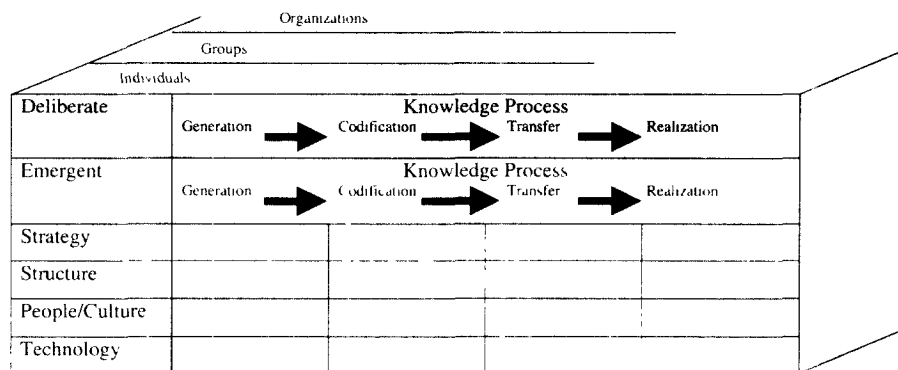 Organizations
Groups
Individuals
Deliberate Knowledge Process
Generation Codification Transfer Realization
Emergent Knowledge Process
Generation Codification Transfer Realization
Strategy
Structure
People/Culture
Technology